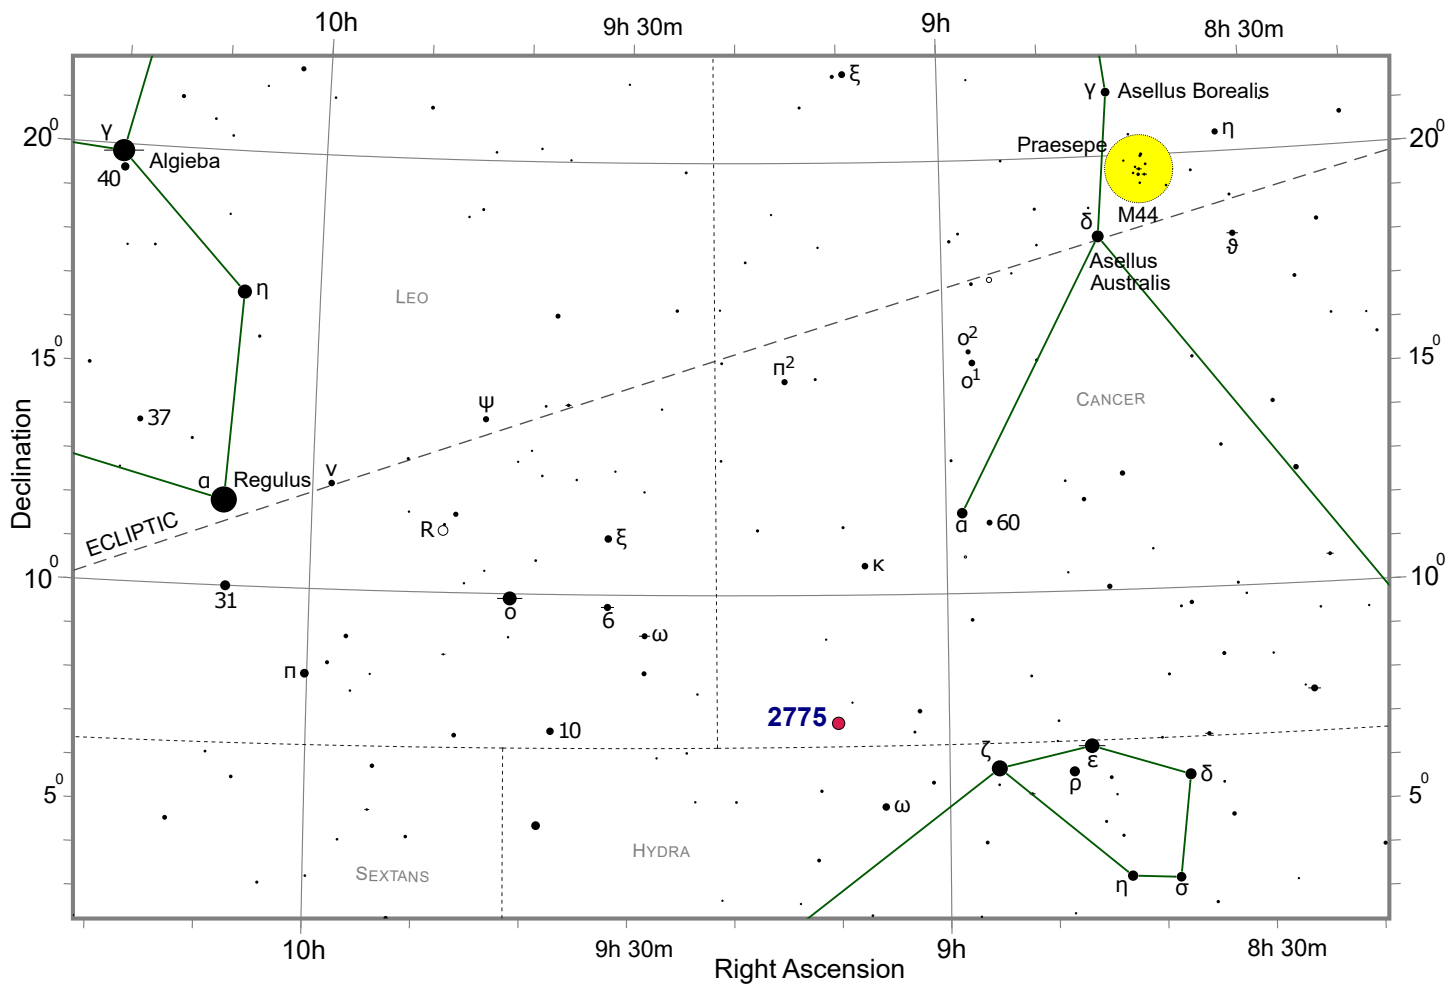 10h 9h 30m 9h 8h 30m
ξ
γ Asellus Borealis
γ η
20⁰ Praesepe 20⁰
Algieba
40
M44
δ
ϑ
Asellus
Australis
η
LEO
ο²
15⁰ π² ο¹ 15⁰
CANCER
ψ
37
α Regulus ν
ECLIPTIC R α 60
ξ
κ
10⁰ 10⁰
31 ο 6
ω
π
2775
10
ζ ε
ρ δ
5⁰ ω 5⁰
HYDRA
SEXTANS
η σ
10h 9h 30m 9h 8h 30m
Right Ascension
Declination